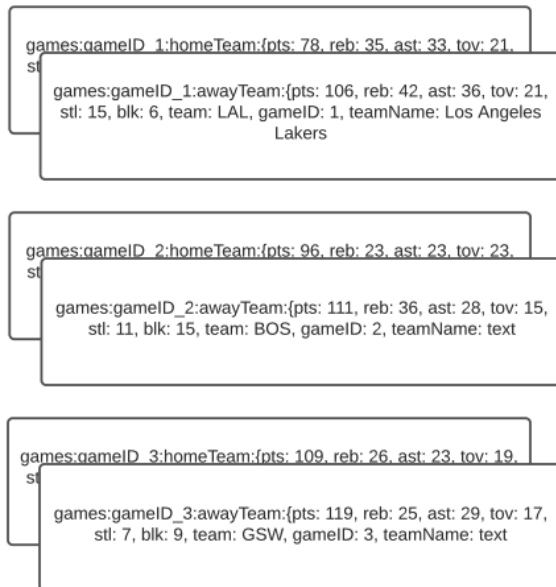 games:gameID_1:homeTeam:{pts: 78, reb: 35, ast: 33, tov: 21,
games:gameID_1:awayTeam:{pts: 106, reb: 42, ast: 36, tov: 21,
stl: 15, blk: 6, team: LAL, gameID: 1, teamName: Los Angeles
Lakers
games:gameID_2:homeTeam:{pts: 96, reb: 23, ast: 23, tov: 23,
games:gameID_2:awayTeam:{pts: 111, reb: 36, ast: 28, tov: 15,
stl: 11, blk: 15, team: BOS, gameID: 2, teamName: text
games:gameID_3:homeTeam:{pts: 109, reb: 26, ast: 23, tov: 19,
games:gameID_3:awayTeam:{pts: 119, reb: 25, ast: 29, tov: 17,
stl: 7, blk: 9, team: GSW, gameID: 3, teamName: text